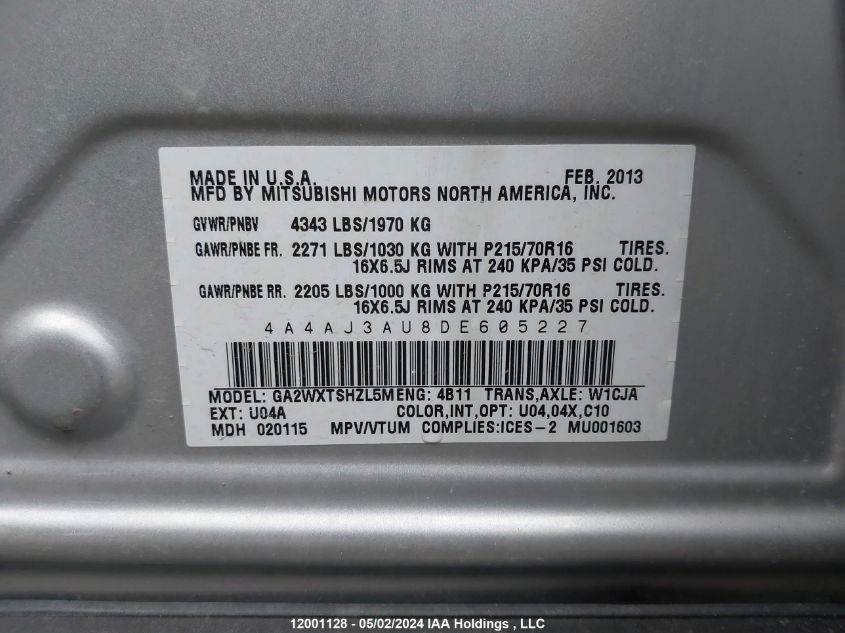 MADE IN U.S.A. FEB. 2013
MFD BY MITSUBISHI MOTORS NORTH AMERICA, INC.
GVWR/PNBV 4343 LBS/1970 KG
GAWR/PNBE FR. 2271 LBS/1030 KG WITH P215/70R16 TIRES.
16X6.5J RIMS AT 240 KPA/35 PSI COLD.
GAWR/PNBE RR. 2205 LBS/1000 KG WITH P215/70R16 TIRES.
16X6.5J RIMS AT 240 KPA/35 PSI COLD.
4A4AJ3AU8DE605227
MODEL: GA2WXTSHZL5M ENG: 4B11 TRANS,AXLE: W1CJA
EXT: U04A COLOR,INT,OPT: U04,04X,C10
MDH 020115 MPV/VTUM COMPLIES:ICES-2 MU001603
12001128 - 05/02/2024 IAA Holdings , LLC